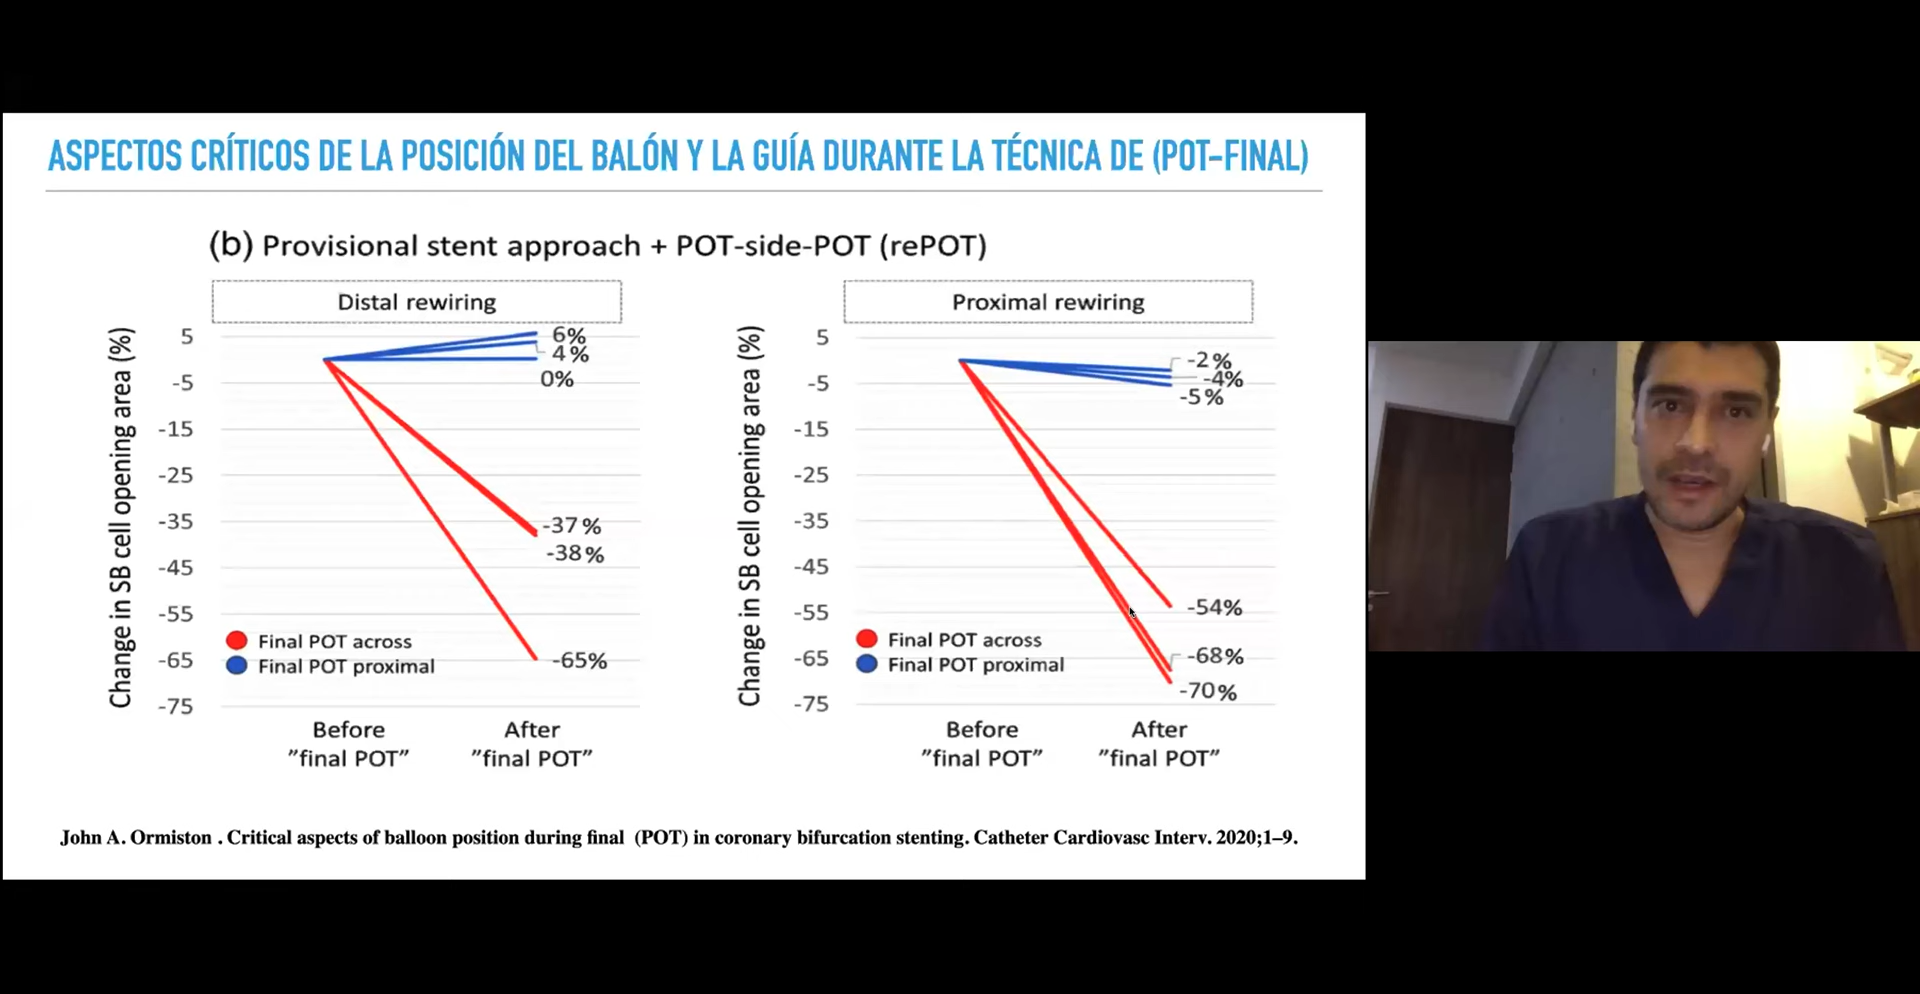 ASPECTOS CRÍTICOS DE LA POSICIÓN DEL BALÓN Y LA GUÍA DURANTE LA TÉCNICA DE (POT-FINAL)
(b) Provisional stent approach + POT-side-POT (rePOT)
Distal rewiring
Change in SB cell opening area (%)
5
-5
-15
-25
-35
-45
-55
-65
-75
6%
4%
0%
-37%
-38%
-65%
Final POT across
Final POT proximal
Before
"final POT"
After
"final POT"
Proximal rewiring
Change in SB cell opening area (%)
5
-5
-15
-25
-35
-45
-55
-65
-75
-2%
-4%
-5%
-54%
-68%
-70%
Final POT across
Final POT proximal
Before
"final POT"
After
"final POT"
John A. Ormiston . Critical aspects of balloon position during final (POT) in coronary bifurcation stenting. Catheter Cardiovasc Interv. 2020;1–9.